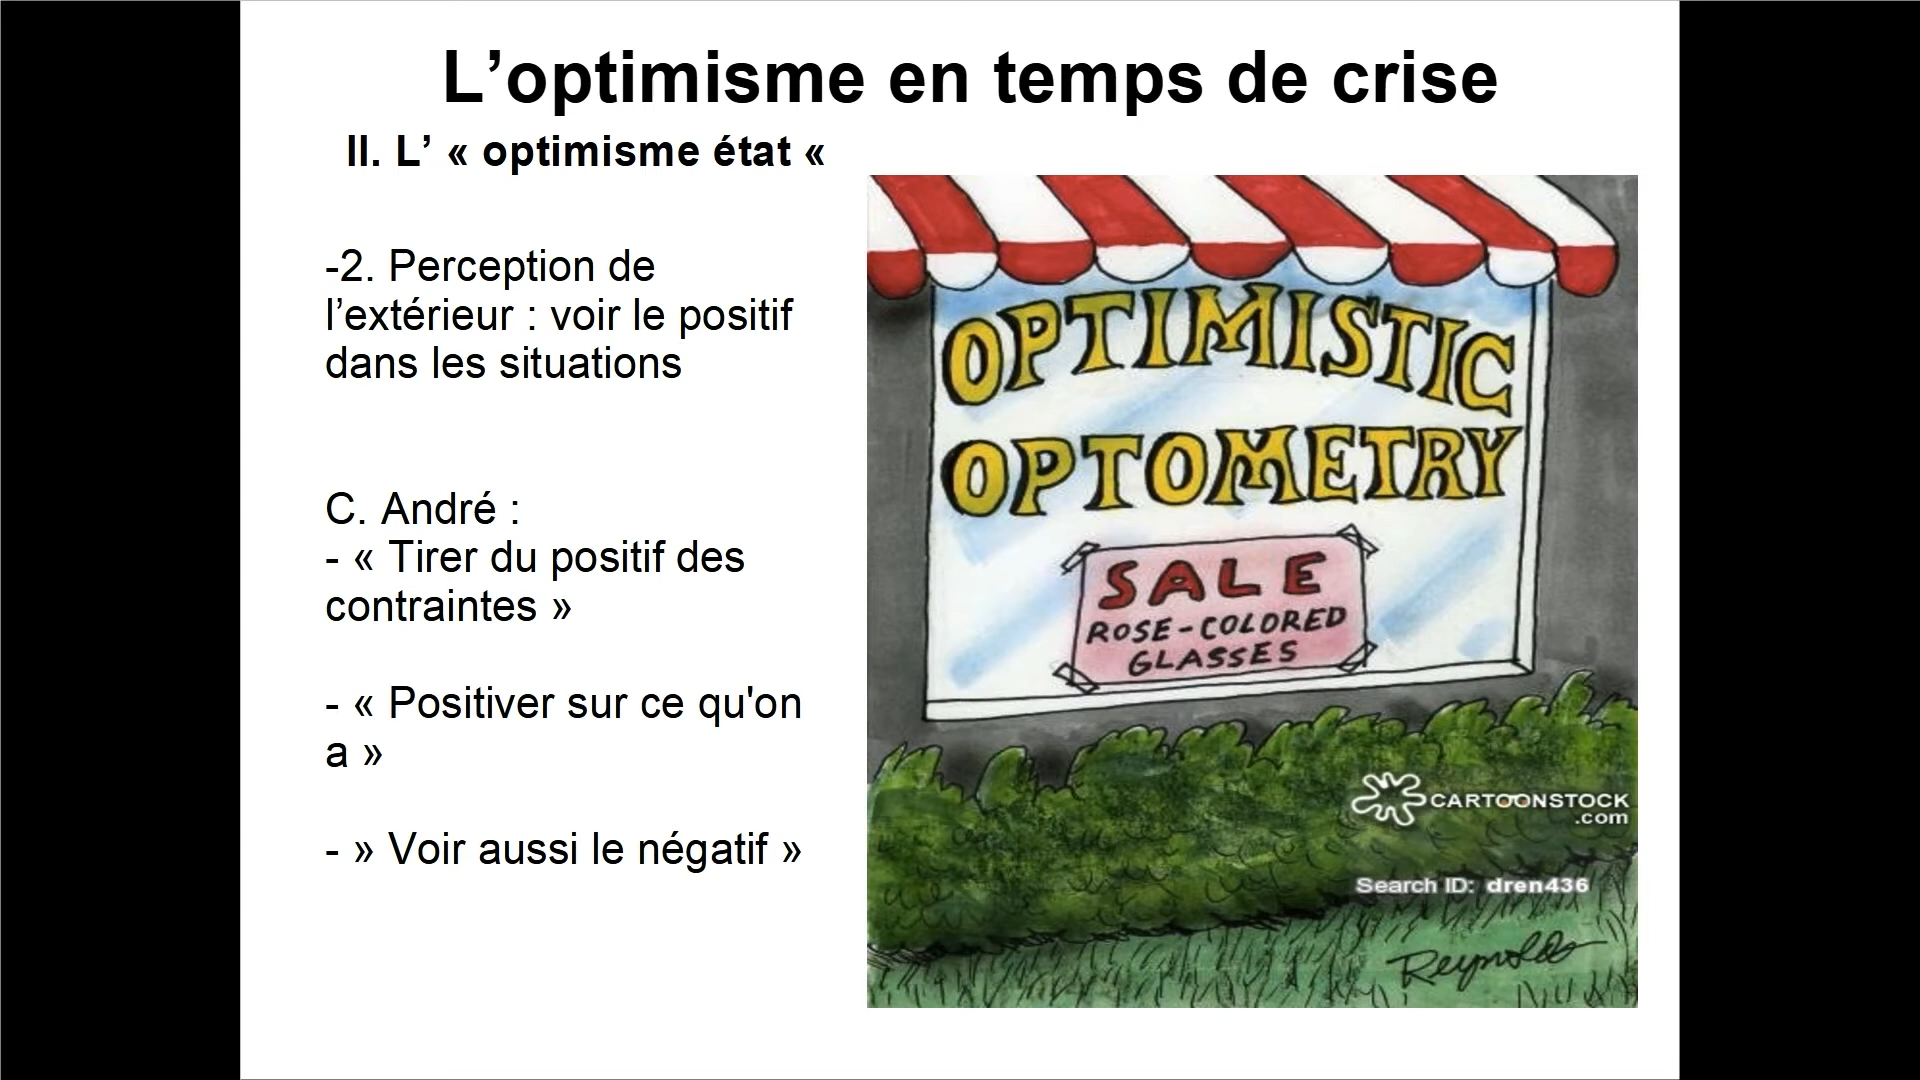 L’optimisme en temps de crise
II. L’ « optimisme état «
-2. Perception de
l’extérieur : voir le positif
dans les situations
C. André :
- « Tirer du positif des
contraintes »
- « Positiver sur ce qu'on
a »
- » Voir aussi le négatif »
OPTIMISTIC
OPTOMETRY
SALE
ROSE-COLORED
GLASSES
CARTOONSTOCK
.com
Search ID: dren436
Reynolds